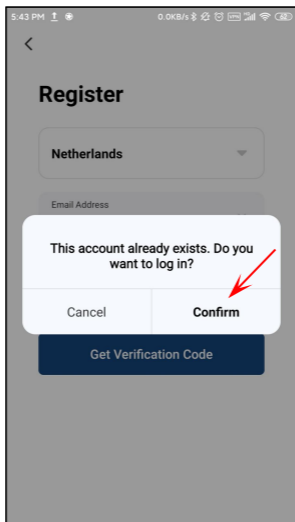 5:43 PM
0.0KB/s
Register
Netherlands
Email Address
This account already exists. Do you
want to log in?
Cancel
Confirm
Get Verification Code